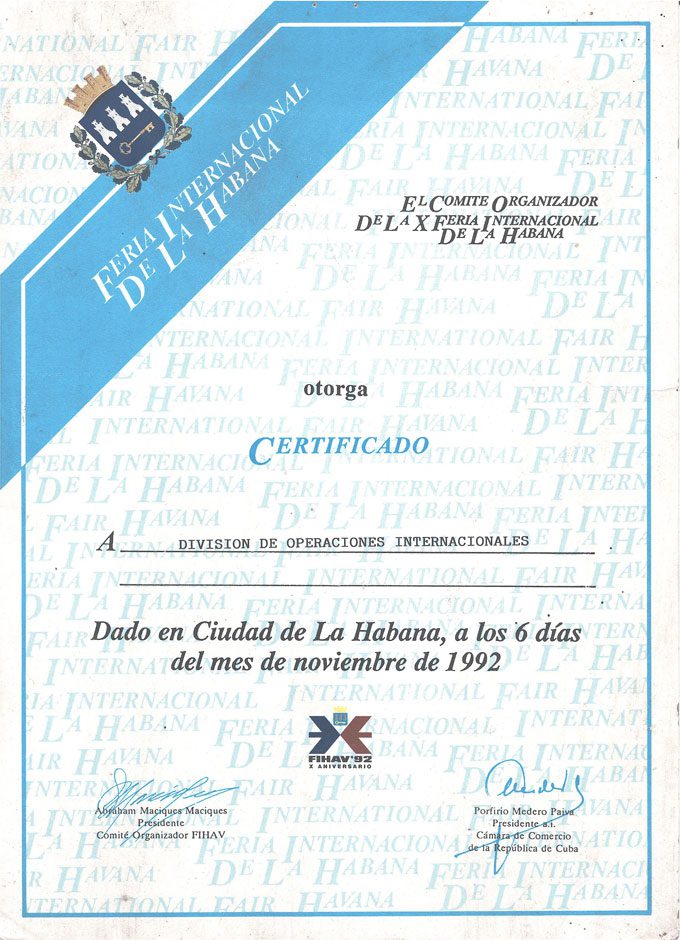 FERIA INTERNACIONAL
DE LA HABANA
EL COMITE ORGANIZADOR
DE LA X FERIA INTERNACIONAL
DE LA HABANA
otorga
CERTIFICADO
A DIVISION DE OPERACIONES INTERNACIONALES
Dado en Ciudad de La Habana, a los 6 días
del mes de noviembre de 1992
FIHAV'92
X ANIVERSARIO
Abraham Maciques Maciques
Presidente
Comité Organizador FIHAV
Porfirio Medero Paiva
Presidente a.i.
Cámara de Comercio
de la República de Cuba